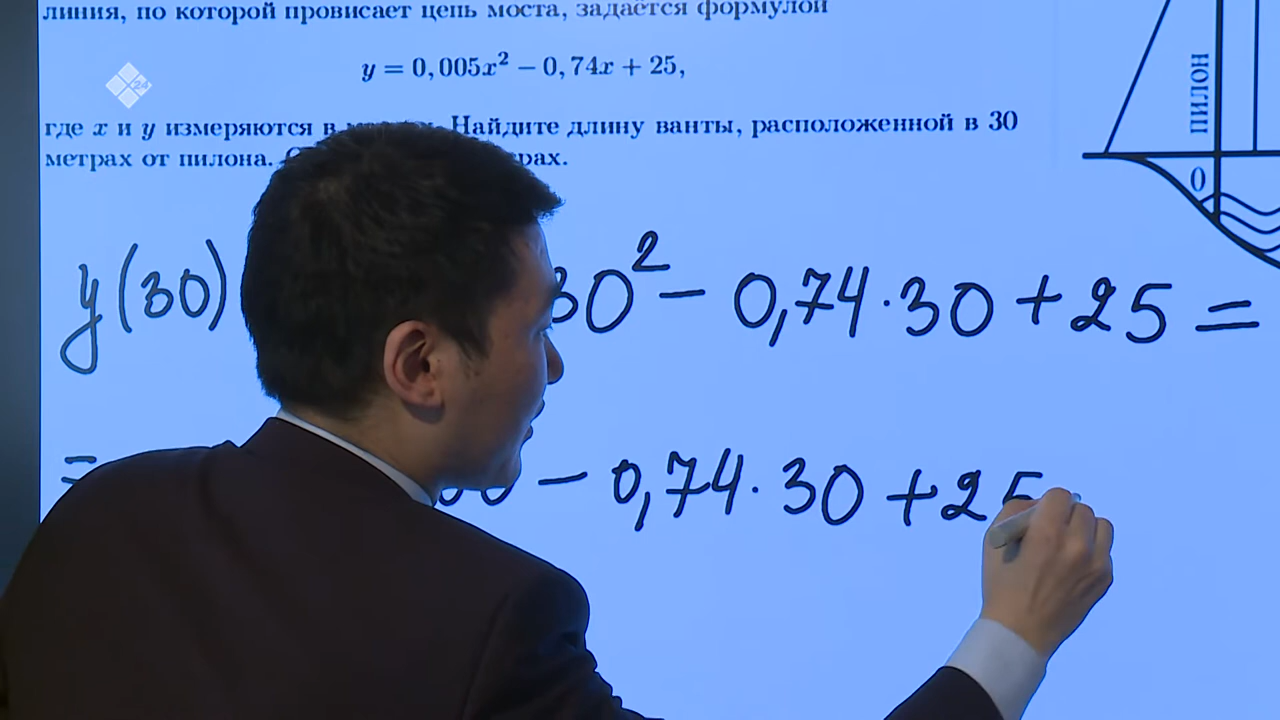 линия, по которой провисает цепь моста, задаётся формулой
y = 0,005x² − 0,74x + 25,
где x и y измеряются в Найдите длину ванты, расположенной в 30
метрах от пилона.
пилон
0
y(30) 30² − 0,74·30 + 25 =
= − 0,74·30 + 25
24